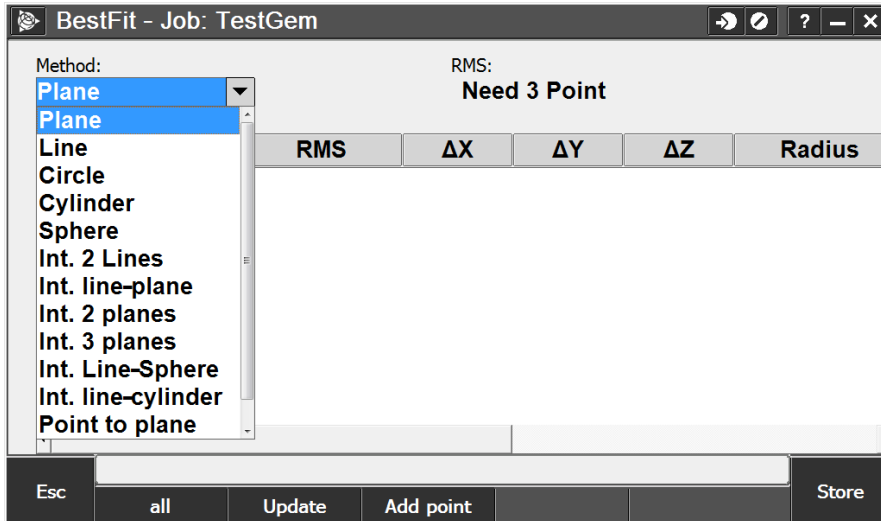 BestFit - Job: TestGem
? – ×
Method:
RMS:
Plane
Need 3 Point
Plane
Line
RMS ΔX ΔY ΔZ Radius
Circle
Cylinder
Sphere
Int. 2 Lines
Int. line-plane
Int. 2 planes
Int. 3 planes
Int. Line-Sphere
Int. line-cylinder
Point to plane
Esc
all Update Add point
Store